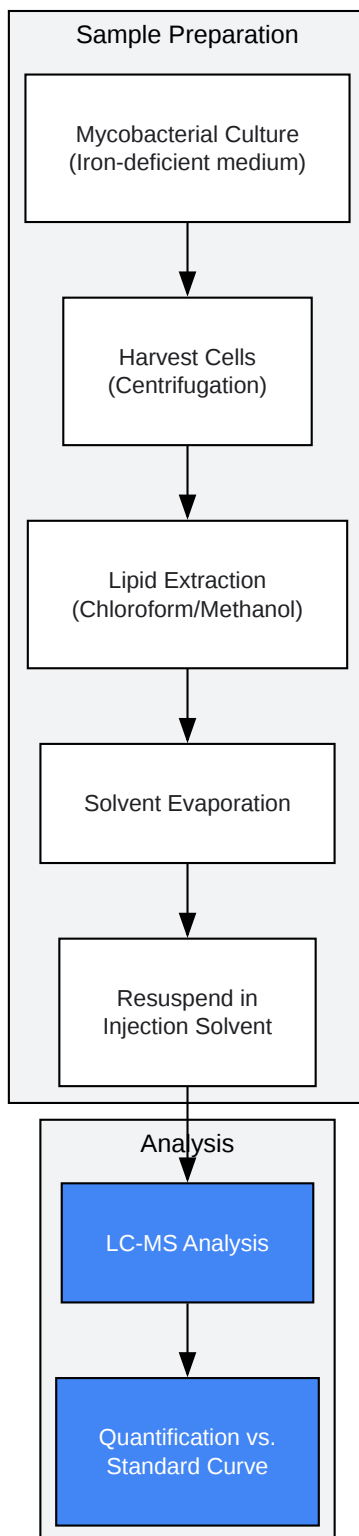 Sample Preparation
Mycobacterial Culture
(Iron-deficient medium)
Harvest Cells
(Centrifugation)
Lipid Extraction
(Chloroform/Methanol)
Solvent Evaporation
Resuspend in
Injection Solvent
Analysis
LC-MS Analysis
Quantification vs.
Standard Curve